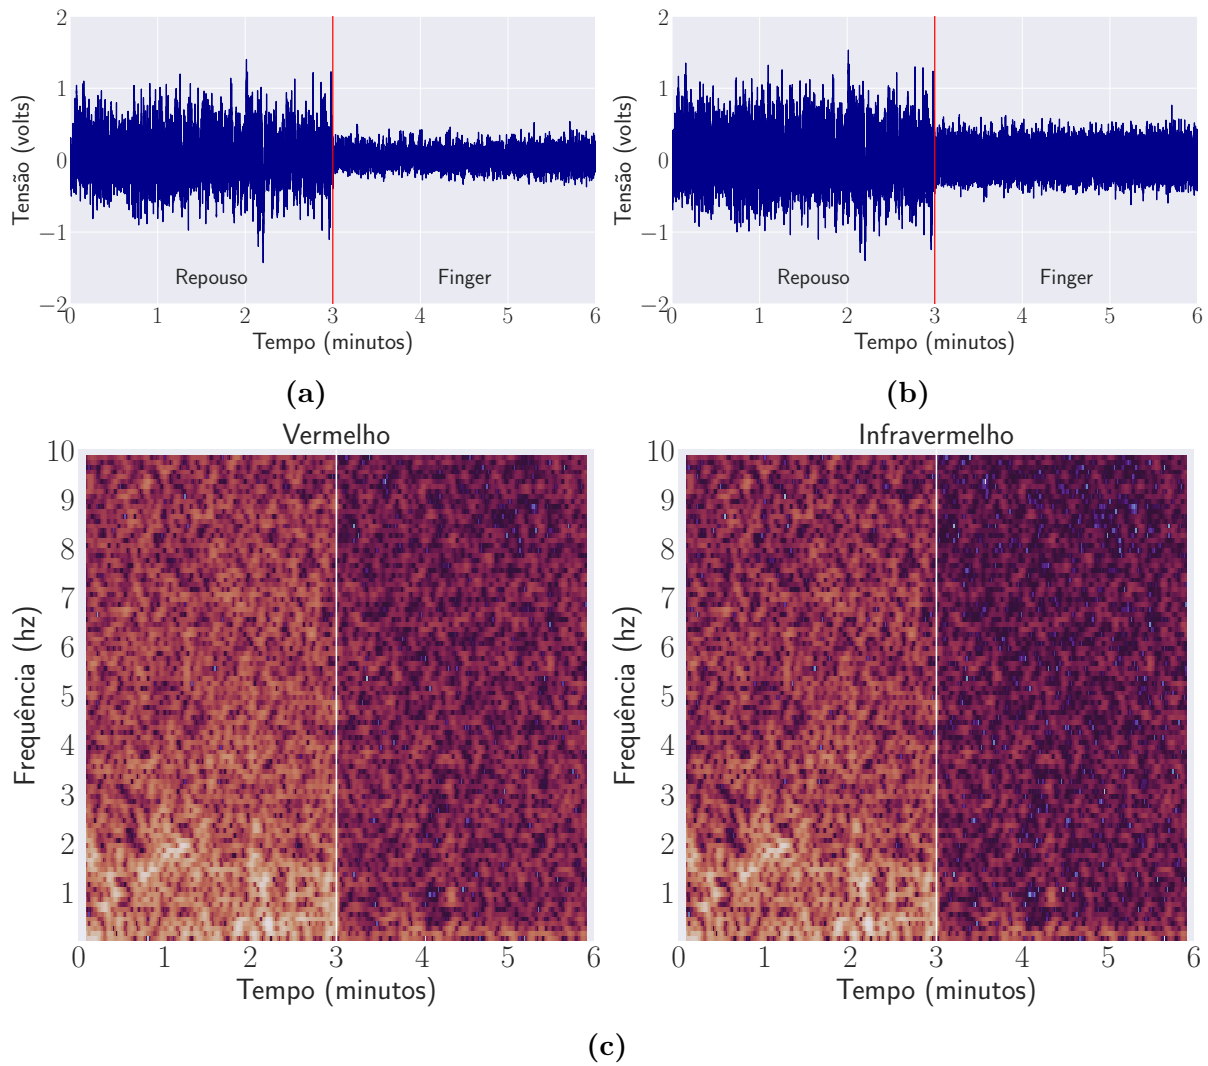 2
1
0
−1
−2
Tensão (volts)
Repouso
Finger
0 1 2 3 4 5 6
Tempo (minutos)
(a)
2
1
0
−1
−2
Tensão (volts)
Repouso
Finger
0 1 2 3 4 5 6
Tempo (minutos)
(b)
Vermelho
10
9
8
7
6
5
4
3
2
1
Frequência (hz)
0 1 2 3 4 5 6
Tempo (minutos)
Infravermelho
10
9
8
7
6
5
4
3
2
1
Frequência (hz)
0 1 2 3 4 5 6
Tempo (minutos)
(c)